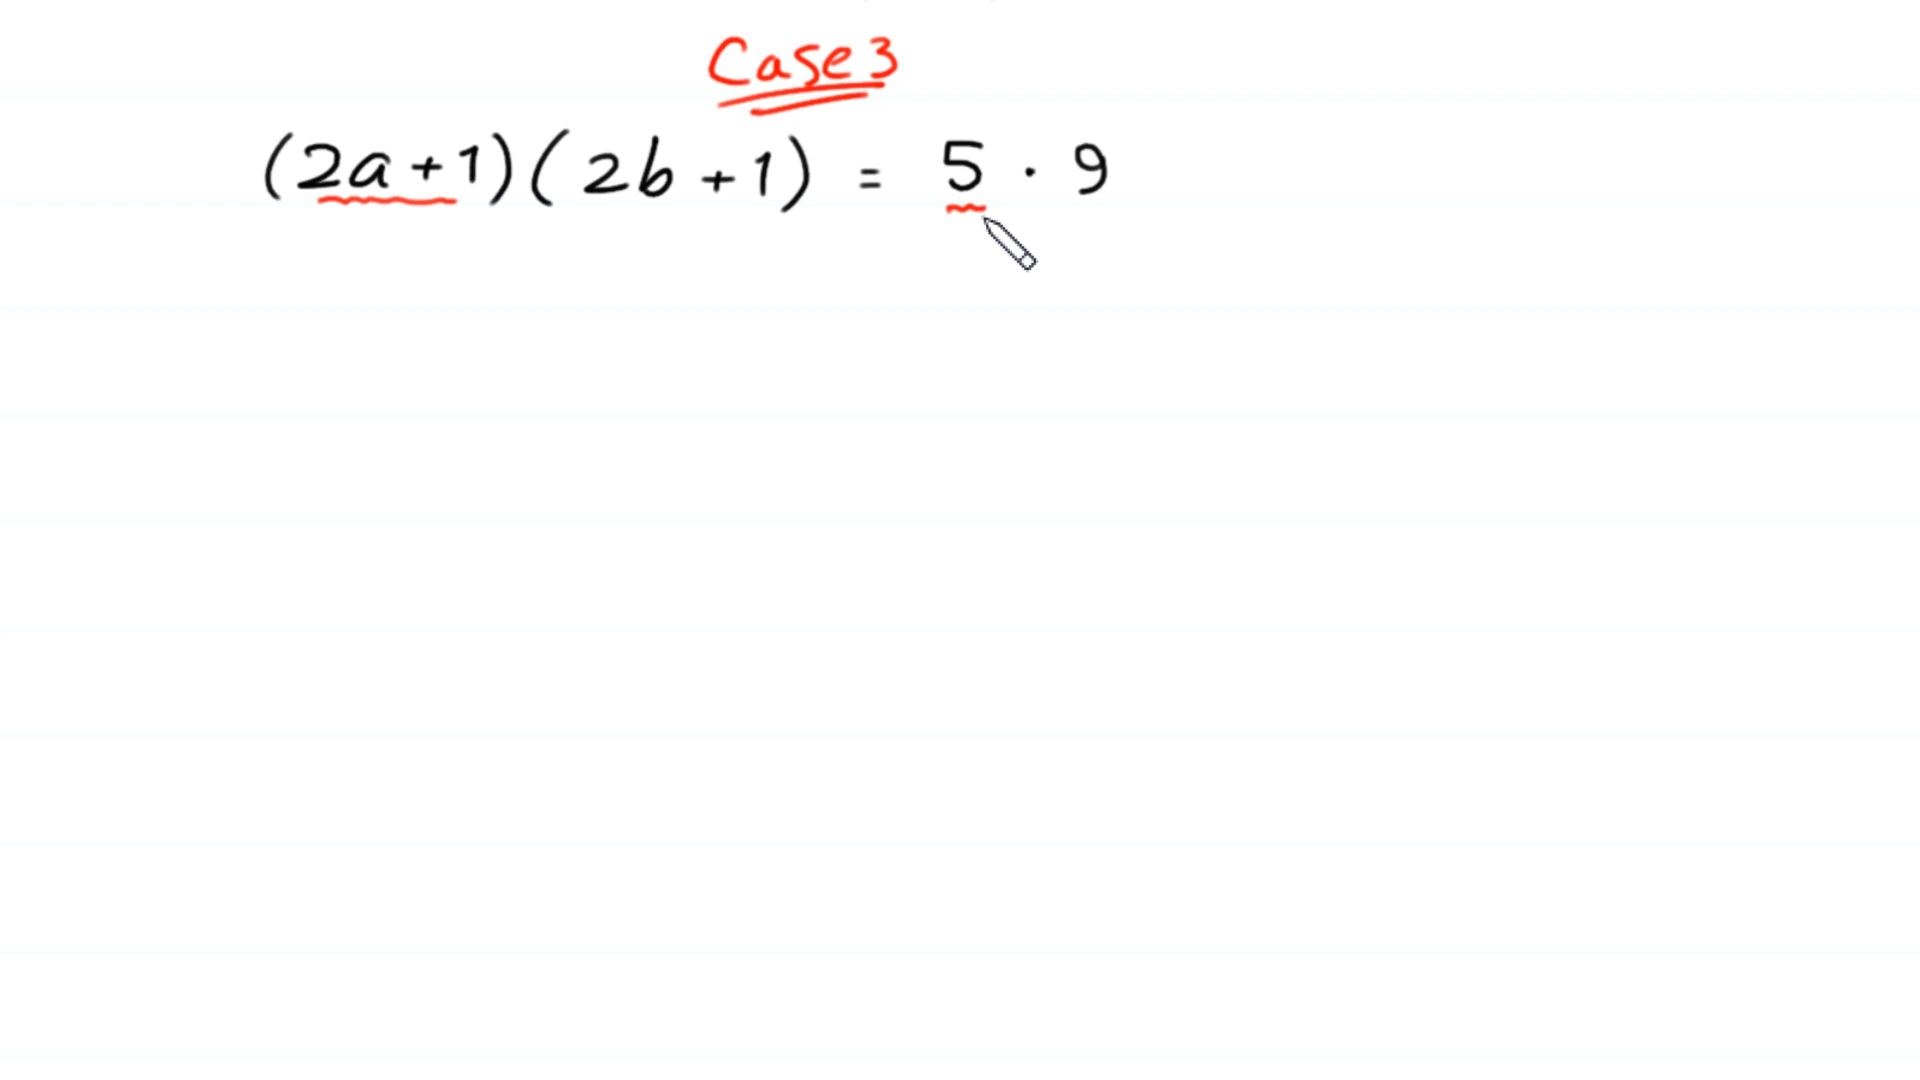 Case 3
(2a+1)(2b+1) = 5 · 9